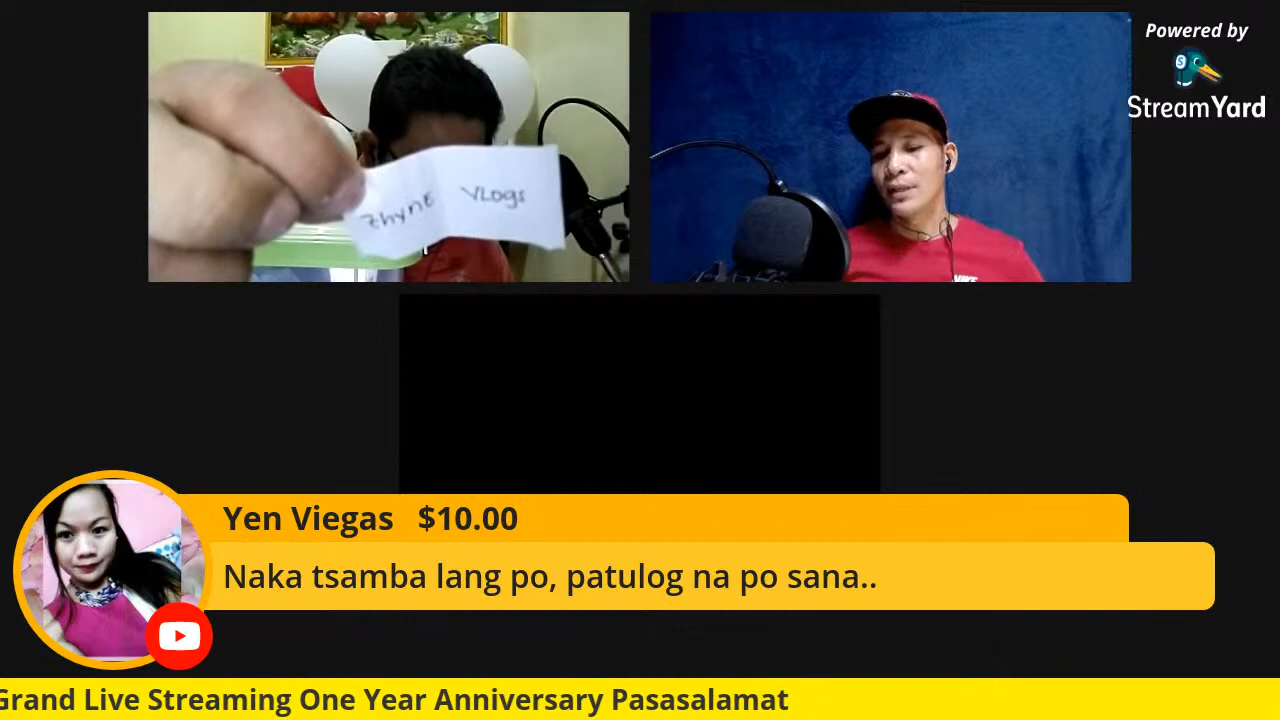 Powered by
StreamYard
zhyne vlogs
Yen Viegas $10.00
Naka tsamba lang po, patulog na po sana..
Grand Live Streaming One Year Anniversary Pasasalamat